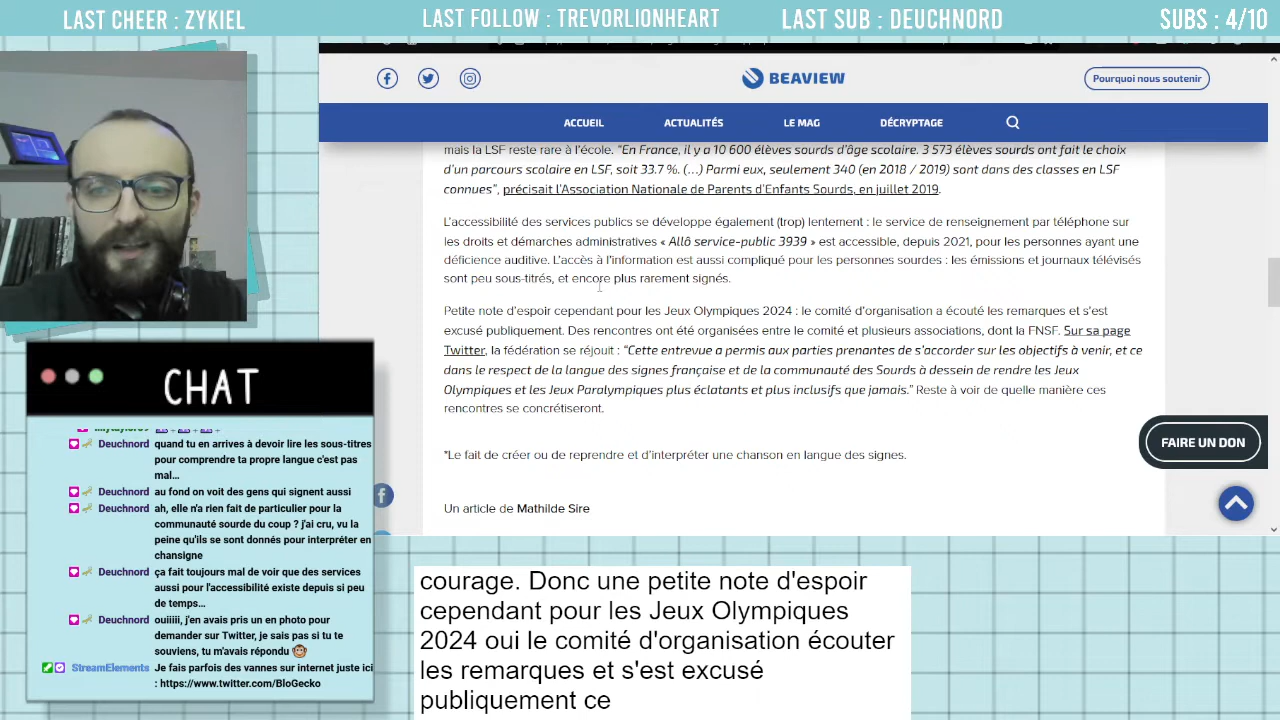 LAST CHEER : ZYKIEL
LAST FOLLOW : TREVORLIONHEART
LAST SUB : DEUCHNORD
SUBS : 4/10
BEAVIEW
Pourquoi nous soutenir
ACCUEIL
ACTUALITÉS
LE MAG
DÉCRYPTAGE
mais la LSF reste rare à l'école. "En France, il y a 10 600 élèves sourds d'âge scolaire. 3 573 élèves sourds ont fait le choix
d'un parcours scolaire en LSF, soit 33.7 %. (…) Parmi eux, seulement 340 (en 2018 / 2019) sont dans des classes en LSF
connues", précisait l'Association Nationale de Parents d'Enfants Sourds, en juillet 2019.
L'accessibilité des services publics se développe également (trop) lentement : le service de renseignement par téléphone sur
les droits et démarches administratives « Allô service-public 3939 » est accessible, depuis 2021, pour les personnes ayant une
déficience auditive. L'accès à l'information est aussi compliqué pour les personnes sourdes : les émissions et journaux télévisés
sont peu sous-titrés, et encore plus rarement signés.
Petite note d'espoir cependant pour les Jeux Olympiques 2024 : le comité d'organisation a écouté les remarques et s'est
excusé publiquement. Des rencontres ont été organisées entre le comité et plusieurs associations, dont la FNSF. Sur sa page
Twitter, la fédération se réjouit : "Cette entrevue a permis aux parties prenantes de s'accorder sur les objectifs à venir, et ce
dans le respect de la langue des signes française et de la communauté des Sourds à dessein de rendre les Jeux
Olympiques et les Jeux Paralympiques plus éclatants et plus inclusifs que jamais." Reste à voir de quelle manière ces
rencontres se concrétiseront.
*Le fait de créer ou de reprendre et d'interpréter une chanson en langue des signes.
Un article de Mathilde Sire
FAIRE UN DON
CHAT
Deuchnord quand tu en arrives à devoir lire les sous-titres
pour comprendre ta propre langue c'est pas
mal...
Deuchnord au fond on voit des gens qui signent aussi
Deuchnord ah, elle n'a rien fait de particulier pour la
communauté sourde du coup ? j'ai cru, vu la
peine qu'ils se sont donnés pour interpréter en
chansigne
Deuchnord ça fait toujours mal de voir que des services
aussi pour l'accessibilité existe depuis si peu
de temps...
Deuchnord ouiiiii, j'en avais pris un en photo pour
demander sur Twitter, je sais pas si tu te
souviens, tu m'avais répondu
StreamElements Je fais parfois des vannes sur internet juste ici
: https://www.twitter.com/BloGecko
courage. Donc une petite note d'espoir
cependant pour les Jeux Olympiques
2024 oui le comité d'organisation écouter
les remarques et s'est excusé
publiquement ce